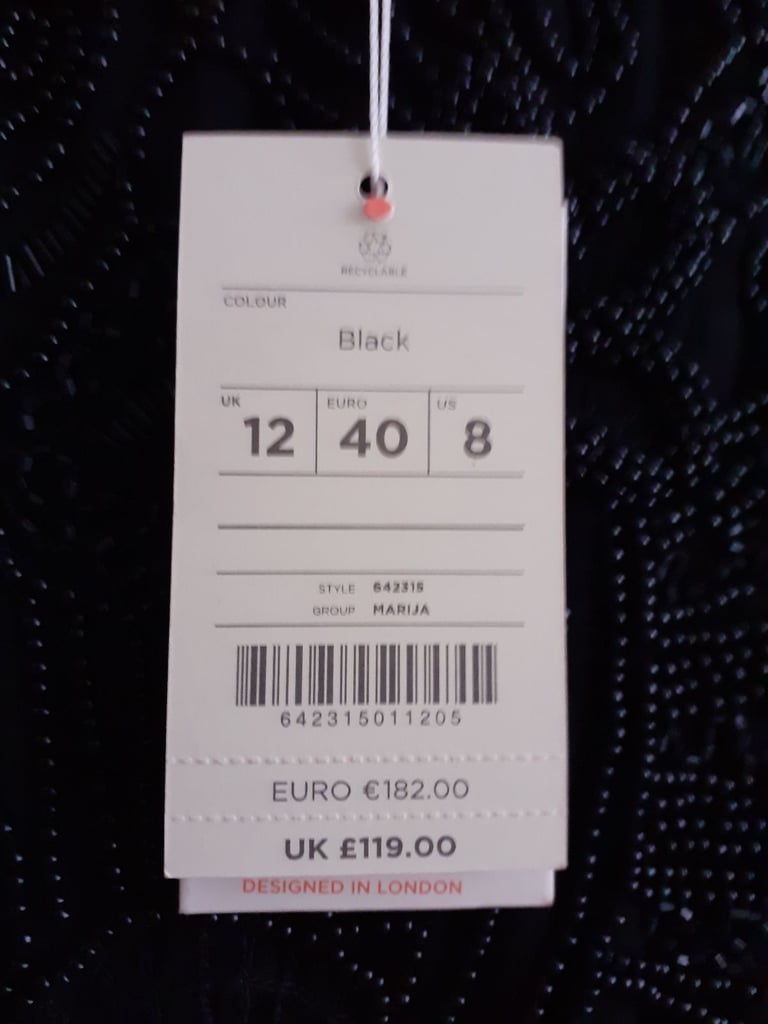 RECYCLABLE
COLOUR
Black
UK EURO US
12 40 8
STYLE 642315
GROUP MARIJA
642315011205
EURO €182.00
UK £119.00
DESIGNED IN LONDON